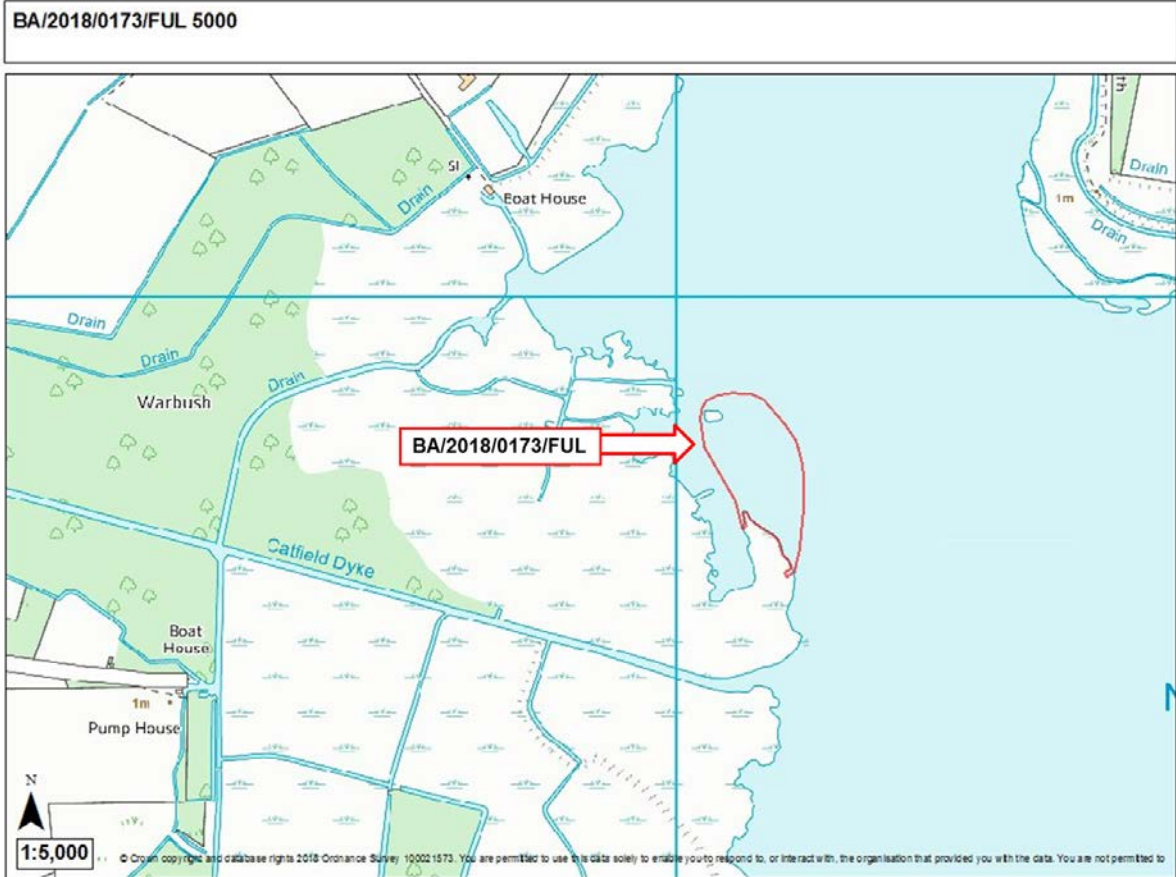 BA/2018/0173/FUL 5000
Drain
1m
Drain
Sl
Drain
Boat House
Drain
Drain
Drain
Warbush
BA/2018/0173/FUL
Catfield Dyke
Boat
House
1m
Pump House
N
N
1:5,000
© Crown copyright and database rights 2018 Ordnance Survey 100021573. You are permitted to use this data solely to enable you to respond to, or interact with, the organisation that provided you with the data. You are not permitted to